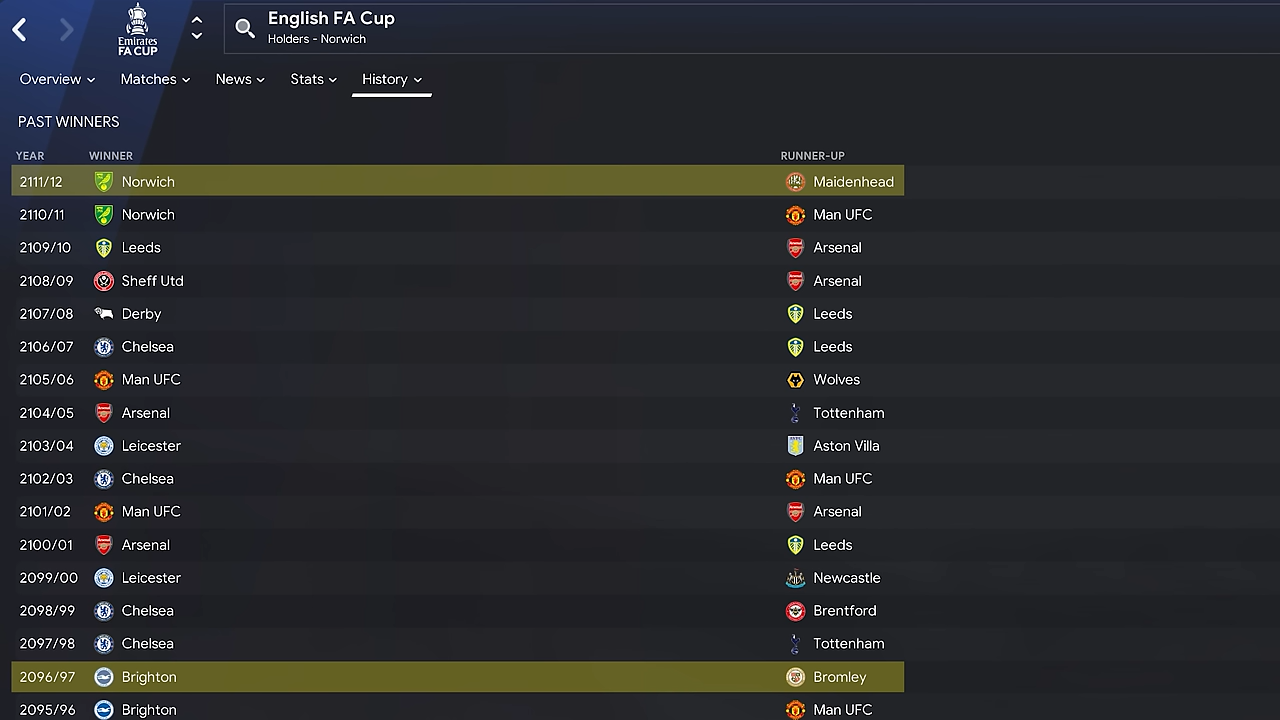 English FA Cup
Emirates
FA CUP
Holders - Norwich
Overview Matches News Stats History
PAST WINNERS
YEAR WINNER RUNNER-UP
2111/12 Norwich Maidenhead
2110/11 Norwich Man UFC
2109/10 Leeds Arsenal
2108/09 Sheff Utd Arsenal
2107/08 Derby Leeds
2106/07 Chelsea Leeds
2105/06 Man UFC Wolves
2104/05 Arsenal Tottenham
2103/04 Leicester Aston Villa
2102/03 Chelsea Man UFC
2101/02 Man UFC Arsenal
2100/01 Arsenal Leeds
2099/00 Leicester Newcastle
2098/99 Chelsea Brentford
2097/98 Chelsea Tottenham
2096/97 Brighton Bromley
2095/96 Brighton Man UFC